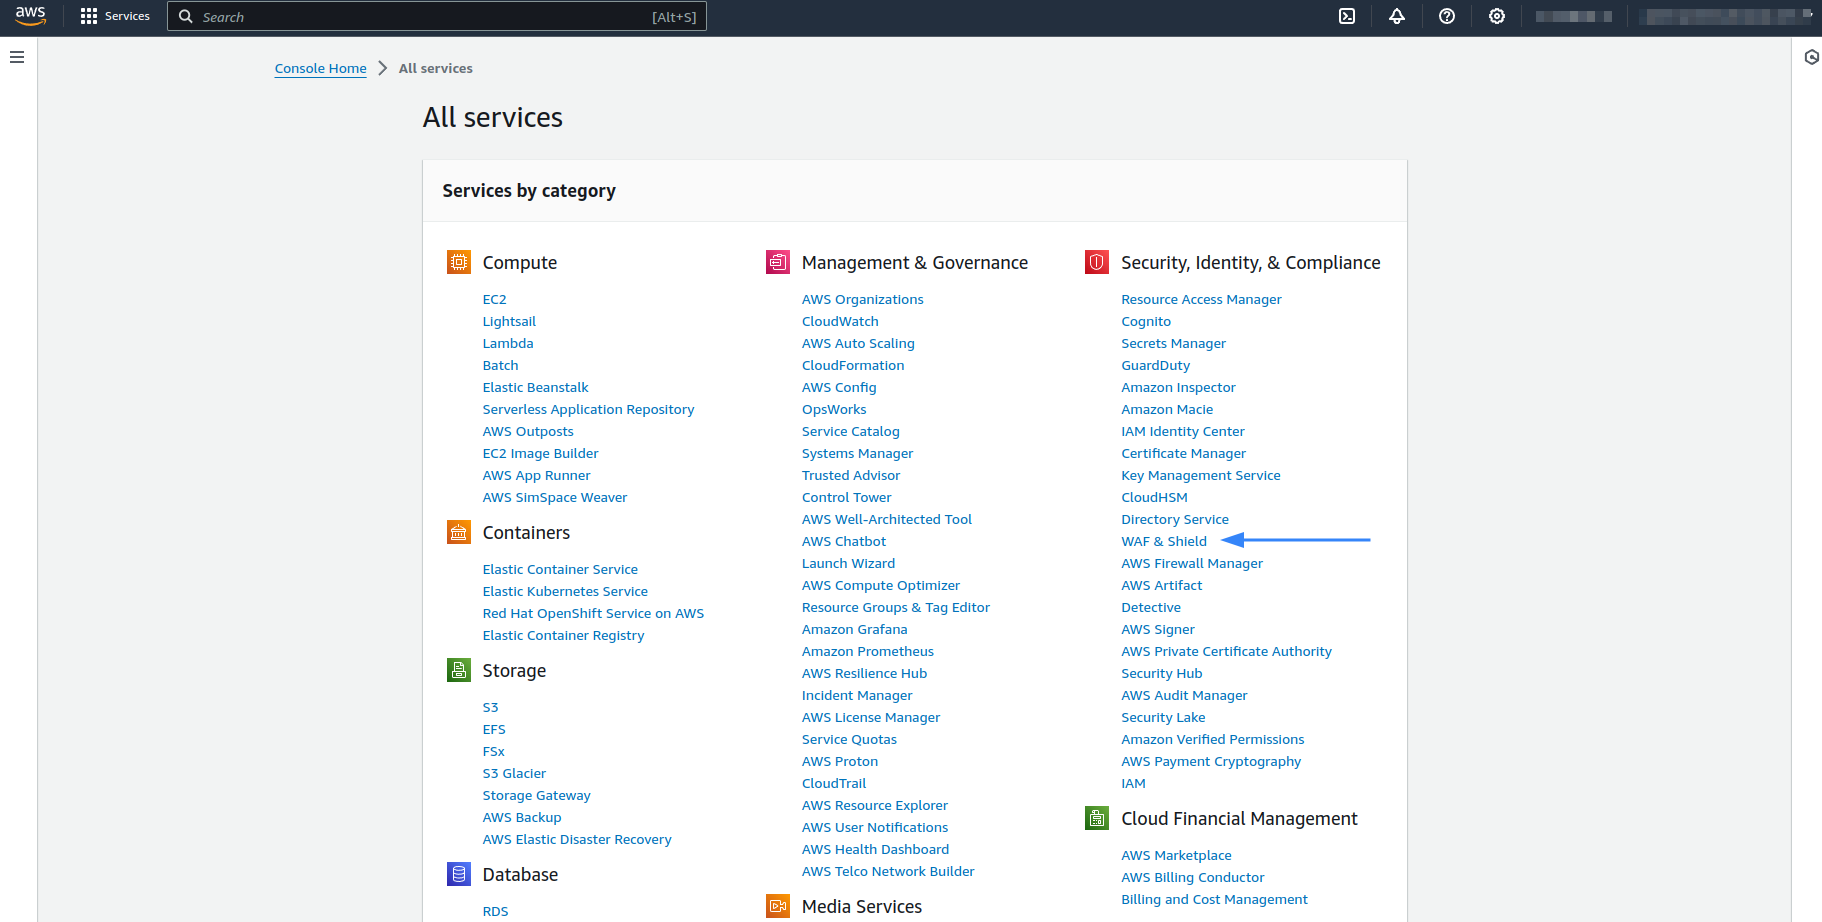 aws
Services
Search
[Alt+S]
Console Home
All services
All services
Services by category
Compute
EC2
Lightsail
Lambda
Batch
Elastic Beanstalk
Serverless Application Repository
AWS Outposts
EC2 Image Builder
AWS App Runner
AWS SimSpace Weaver
Containers
Elastic Container Service
Elastic Kubernetes Service
Red Hat OpenShift Service on AWS
Elastic Container Registry
Storage
S3
EFS
FSx
S3 Glacier
Storage Gateway
AWS Backup
AWS Elastic Disaster Recovery
Database
RDS
Management & Governance
AWS Organizations
CloudWatch
AWS Auto Scaling
CloudFormation
AWS Config
OpsWorks
Service Catalog
Systems Manager
Trusted Advisor
Control Tower
AWS Well-Architected Tool
AWS Chatbot
Launch Wizard
AWS Compute Optimizer
Resource Groups & Tag Editor
Amazon Grafana
Amazon Prometheus
AWS Resilience Hub
Incident Manager
AWS License Manager
Service Quotas
AWS Proton
CloudTrail
AWS Resource Explorer
AWS User Notifications
AWS Health Dashboard
AWS Telco Network Builder
Media Services
Security, Identity, & Compliance
Resource Access Manager
Cognito
Secrets Manager
GuardDuty
Amazon Inspector
Amazon Macie
IAM Identity Center
Certificate Manager
Key Management Service
CloudHSM
Directory Service
WAF & Shield
AWS Firewall Manager
AWS Artifact
Detective
AWS Signer
AWS Private Certificate Authority
Security Hub
AWS Audit Manager
Security Lake
Amazon Verified Permissions
AWS Payment Cryptography
IAM
Cloud Financial Management
AWS Marketplace
AWS Billing Conductor
Billing and Cost Management